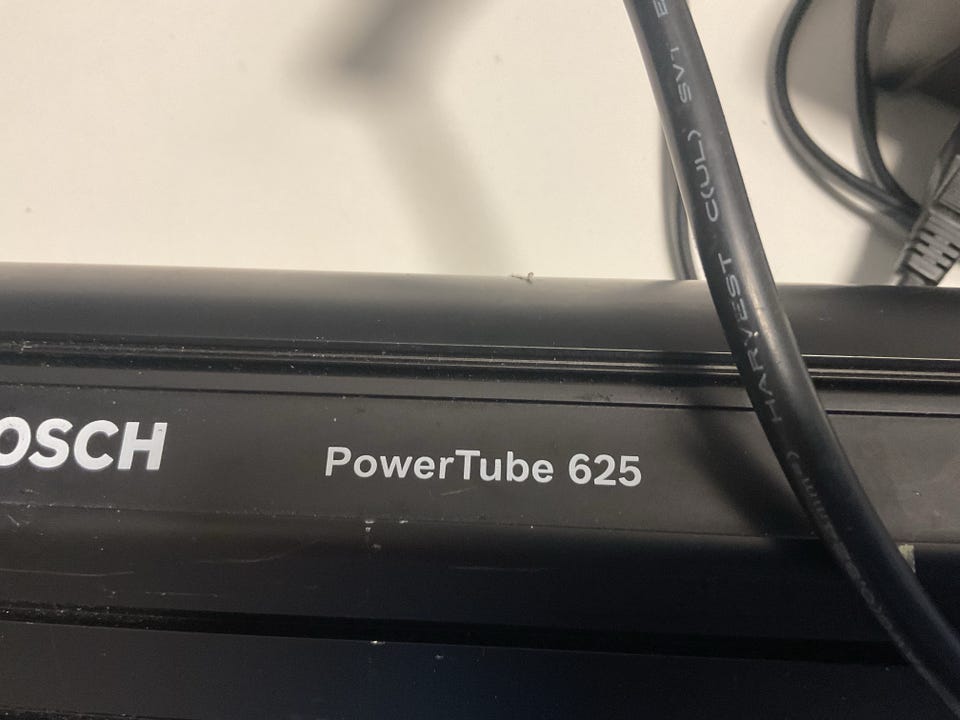 OSCH
PowerTube 625
HARVEST C(UL) SVT E